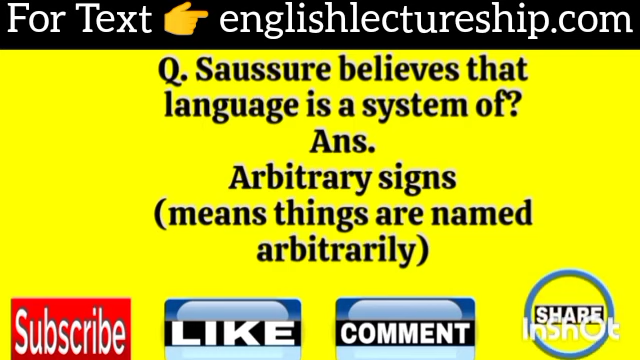 For Text 👉 englishlectureship.com
Q. Saussure believes that
language is a system of?
Ans.
Arbitrary signs
(means things are named
arbitrarily)
Subscribe
LIKE
COMMENT
SHARE
InShOt